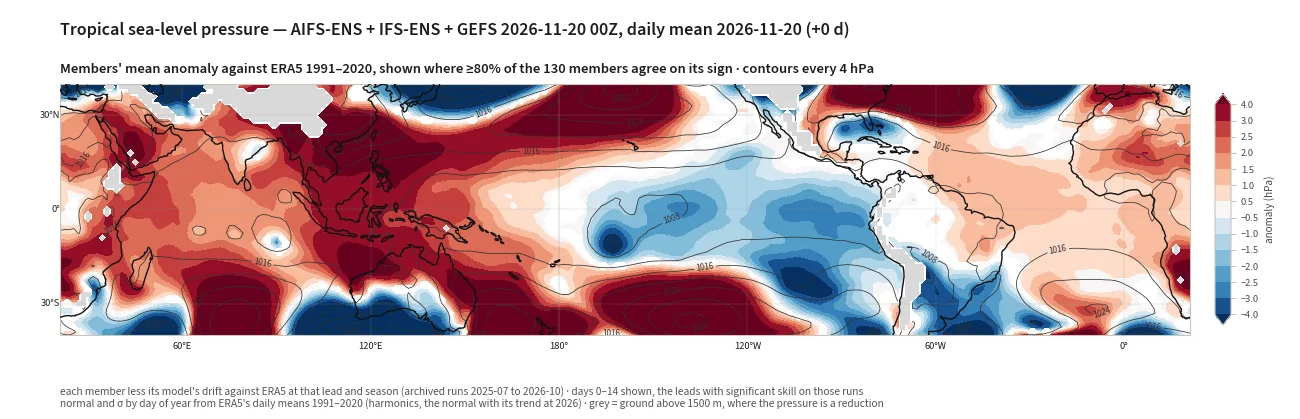 Tropical sea-level pressure — AIFS-ENS + IFS-ENS + GEFS 2026-11-20 00Z, daily mean 2026-11-20 (+0 d)
Members' mean anomaly against ERA5 1991–2020, shown where ≥80% of the 130 members agree on its sign · contours every 4 hPa
30°N
0°
30°S
60°E
120°E
180°
120°W
60°W
0°
1016
1016
1016
1016
1016
1016
1016
1016
1008
1008
1024
4.0
3.0
2.5
2.0
1.5
1.0
0.5
−0.5
−1.0
−1.5
−2.0
−2.5
−3.0
−4.0
anomaly (hPa)
each member less its model's drift against ERA5 at that lead and season (archived runs 2025-07 to 2026-10) · days 0–14 shown, the leads with significant skill on those runs
normal and σ by day of year from ERA5's daily means 1991–2020 (harmonics, the normal with its trend at 2026) · grey = ground above 1500 m, where the pressure is a reduction